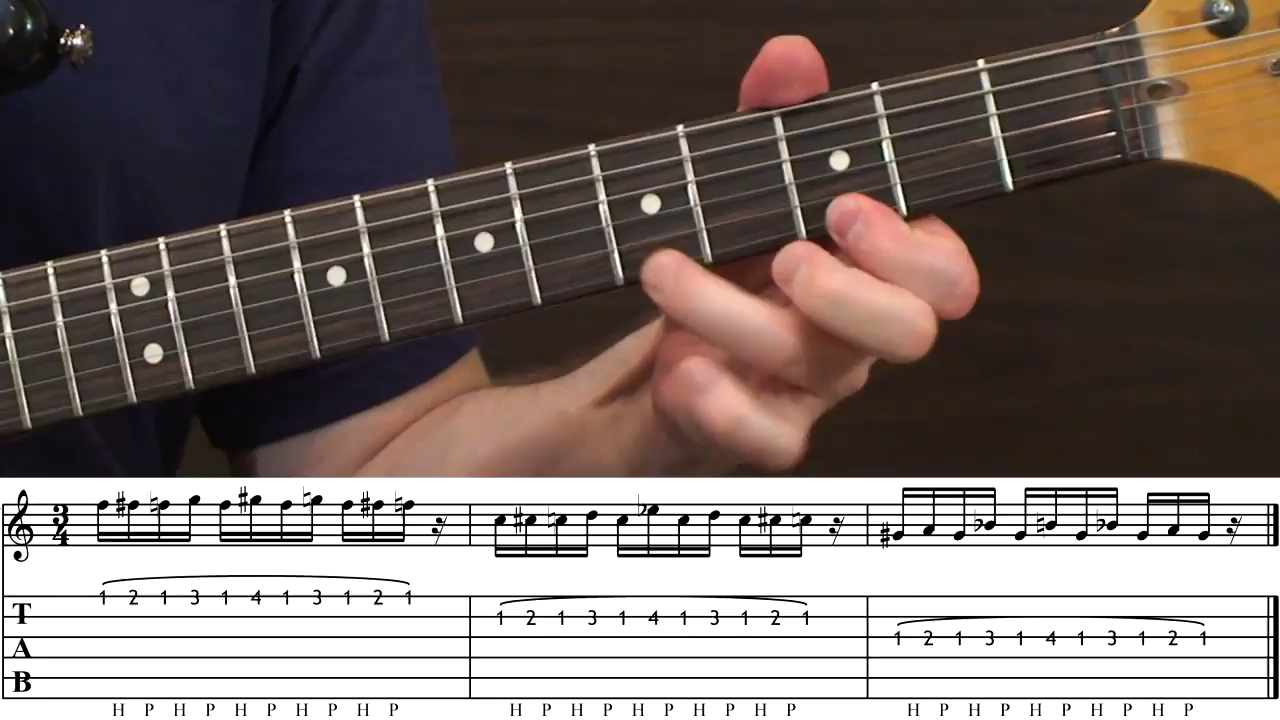 3
4
1 2 1 3 1 4 1 3 1 2 1
T 1 2 1 3 1 4 1 3 1 2 1
A 1 2 1 3 1 4 1 3 1 2 1
B
H P H P H P H P H P H P H P H P H P H P H P H P H P H P H P